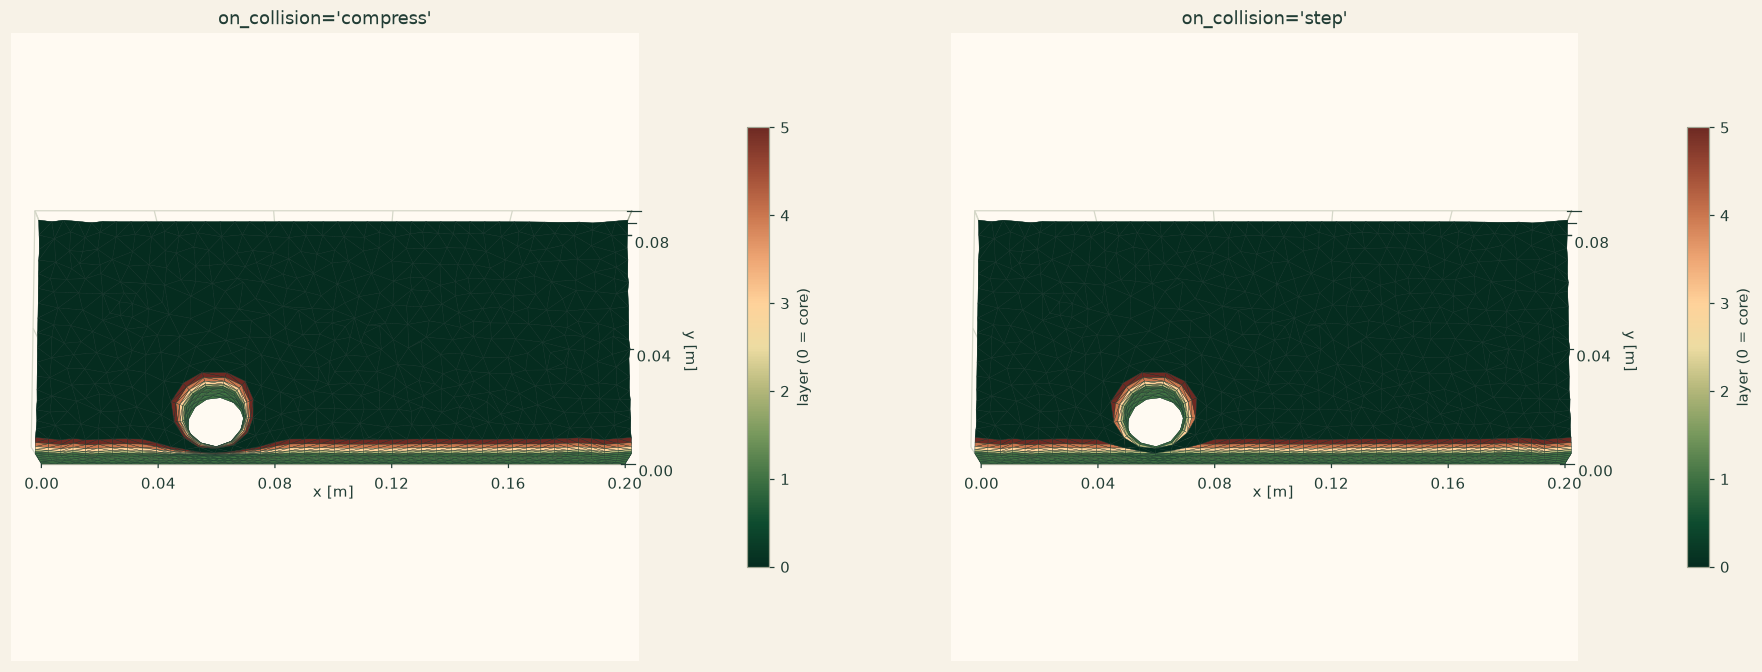 on_collision='compress'
5
4
3
2
1
0
layer (0 = core)
0.08
0.04
0.00
y [m]
0.00 0.04 0.08 0.12 0.16 0.20
x [m]
on_collision='step'
5
4
3
2
1
0
layer (0 = core)
0.08
0.04
0.00
y [m]
0.00 0.04 0.08 0.12 0.16 0.20
x [m]